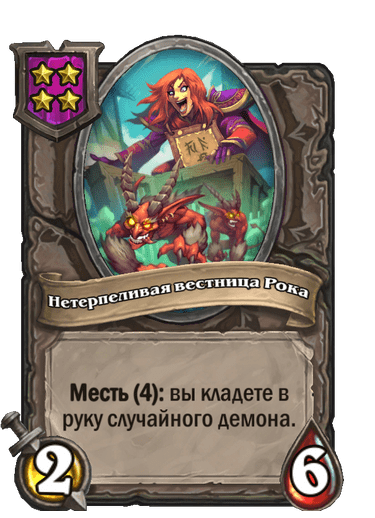 Нетерпеливая вестница Рока
Месть (4): вы кладете в
руку случайного демона.
2
6